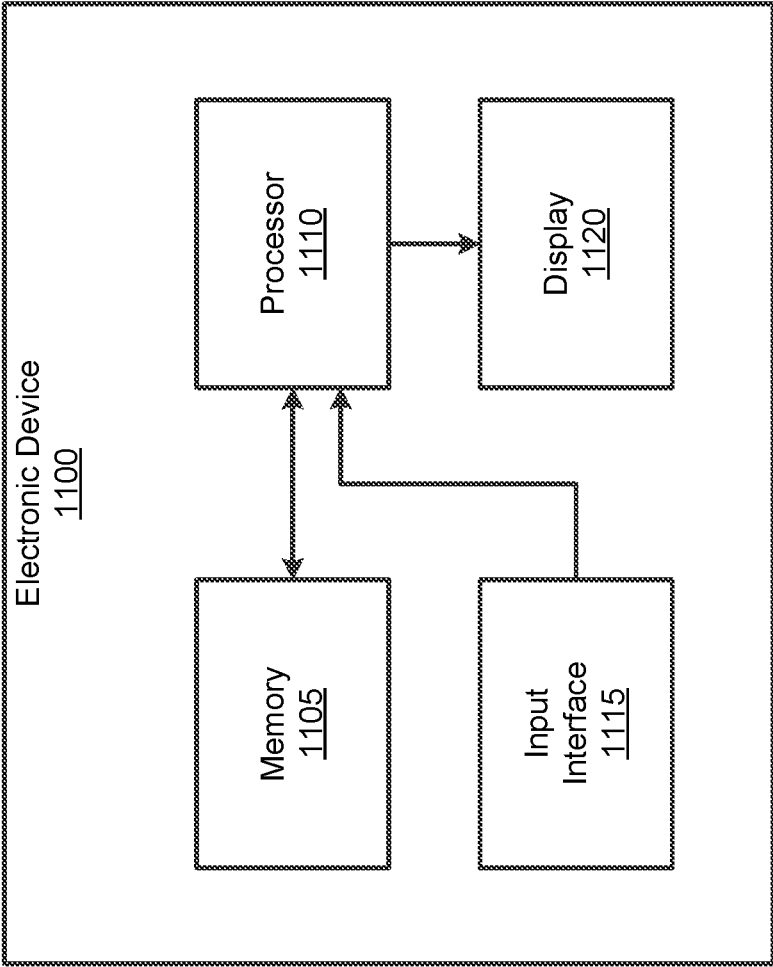 Electronic Device
1100
Memory
1105
Processor
1110
Input
Interface
1115
Display
1120